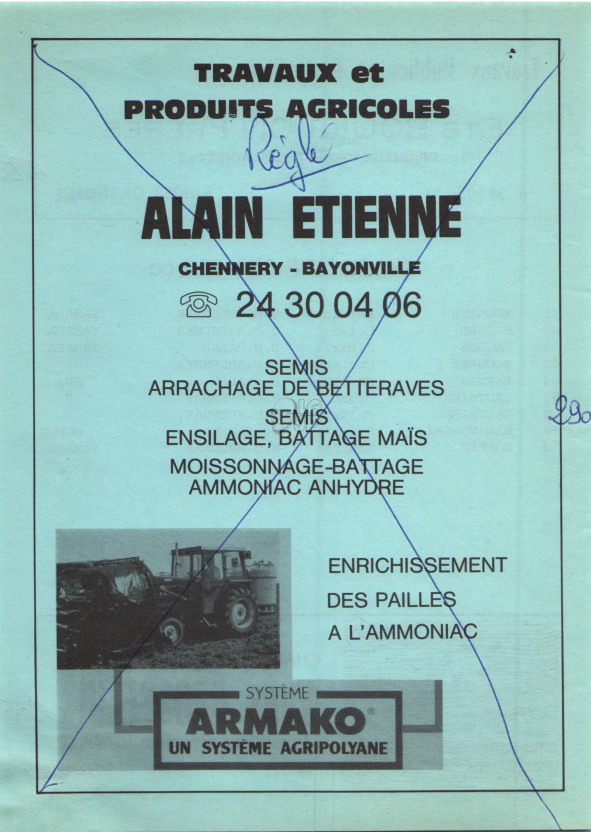 TRAVAUX et
PRODUITS AGRICOLES
Réglé
ALAIN ETIENNE
CHENNERY - BAYONVILLE
24 30 04 06
SEMIS
ARRACHAGE DE BETTERAVES
SEMIS
ENSILAGE, BATTAGE MAÏS
290
MOISSONNAGE-BATTAGE
AMMONIAC ANHYDRE
ENRICHISSEMENT
DES PAILLES
A L'AMMONIAC
SYSTÈME
ARMAKO®
UN SYSTÈME AGRIPOLYANE